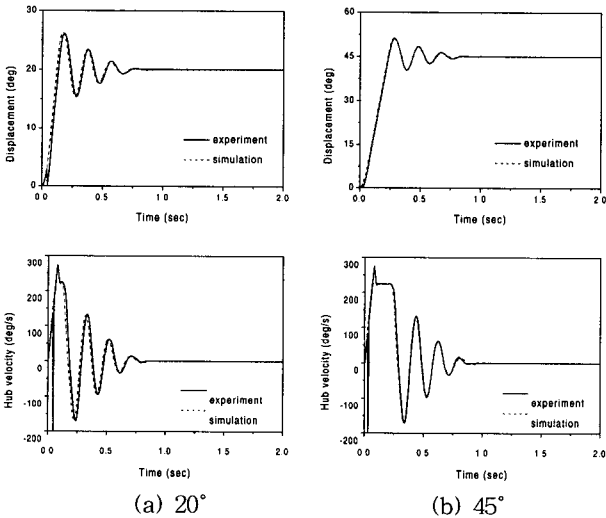 Displacement (deg)
30
20
10
0
experiment
simulation
0.0 0.5 1.0 1.5 2.0
Time (sec)
Displacement (deg)
60
45
30
15
0
experiment
simulation
0.0 0.5 1.0 1.5 2.0
Time (sec)
Hub velocity (deg/s)
300
200
100
0
-100
-200
experiment
simulation
0.0 0.5 1.0 1.5 2.0
Time (sec)
Hub velocity (deg/s)
300
200
100
0
-100
-200
experiment
simulation
0.0 0.5 1.0 1.5 2.0
Time (sec)
(a) 20°
(b) 45°